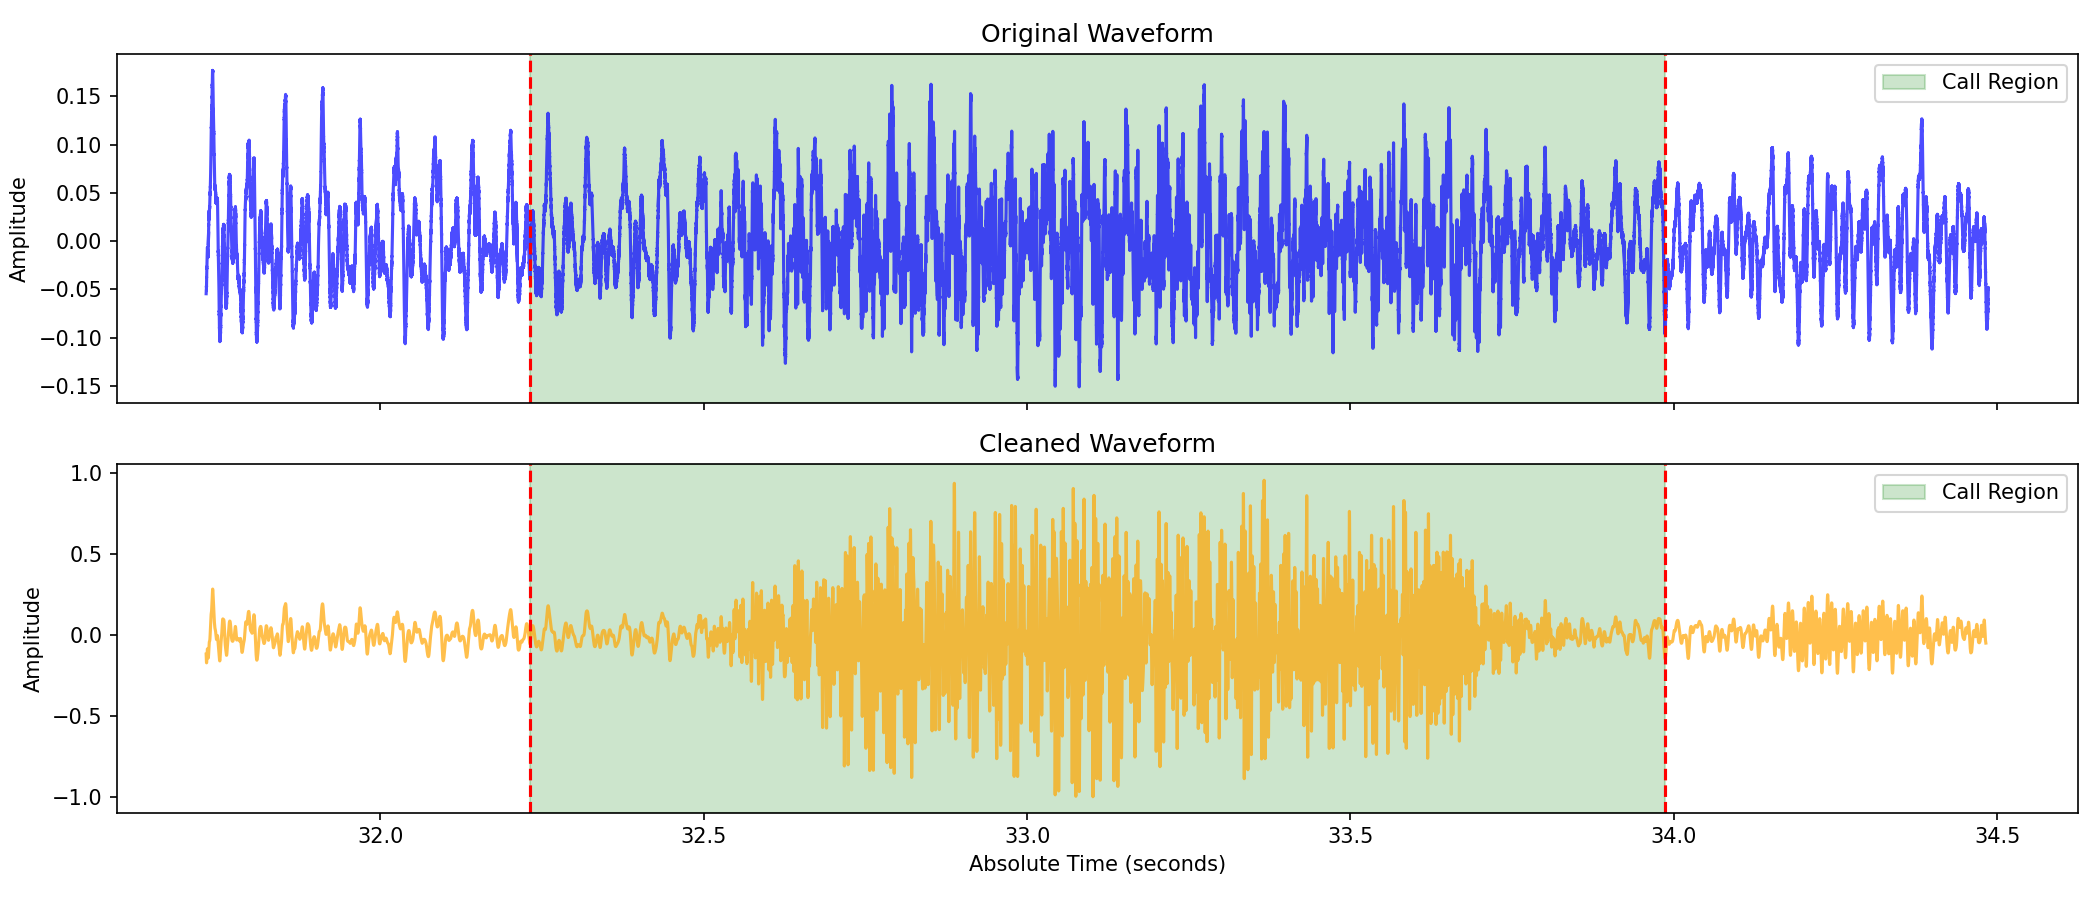 Original Waveform
Amplitude
0.15
0.10
0.05
0.00
−0.05
−0.10
−0.15
Call Region
Cleaned Waveform
Amplitude
1.0
0.5
0.0
−0.5
−1.0
Call Region
32.0 32.5 33.0 33.5 34.0 34.5
Absolute Time (seconds)